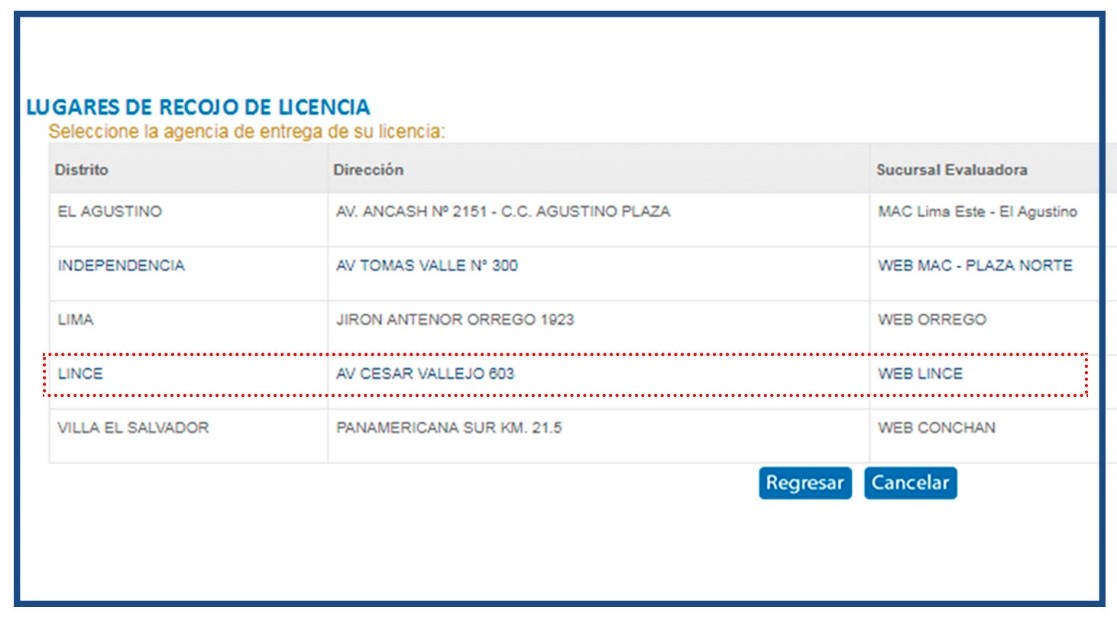 LUGARES DE RECOJO DE LICENCIA
Seleccione la agencia de entrega de su licencia:
Distrito Dirección Sucursal Evaluadora
EL AGUSTINO AV. ANCASH Nº 2151 - C.C. AGUSTINO PLAZA MAC Lima Este - El Agustino
INDEPENDENCIA AV TOMAS VALLE N° 300 WEB MAC - PLAZA NORTE
LIMA JIRON ANTENOR ORREGO 1923 WEB ORREGO
LINCE AV CESAR VALLEJO 603 WEB LINCE
VILLA EL SALVADOR PANAMERICANA SUR KM. 21.5 WEB CONCHAN
Regresar Cancelar